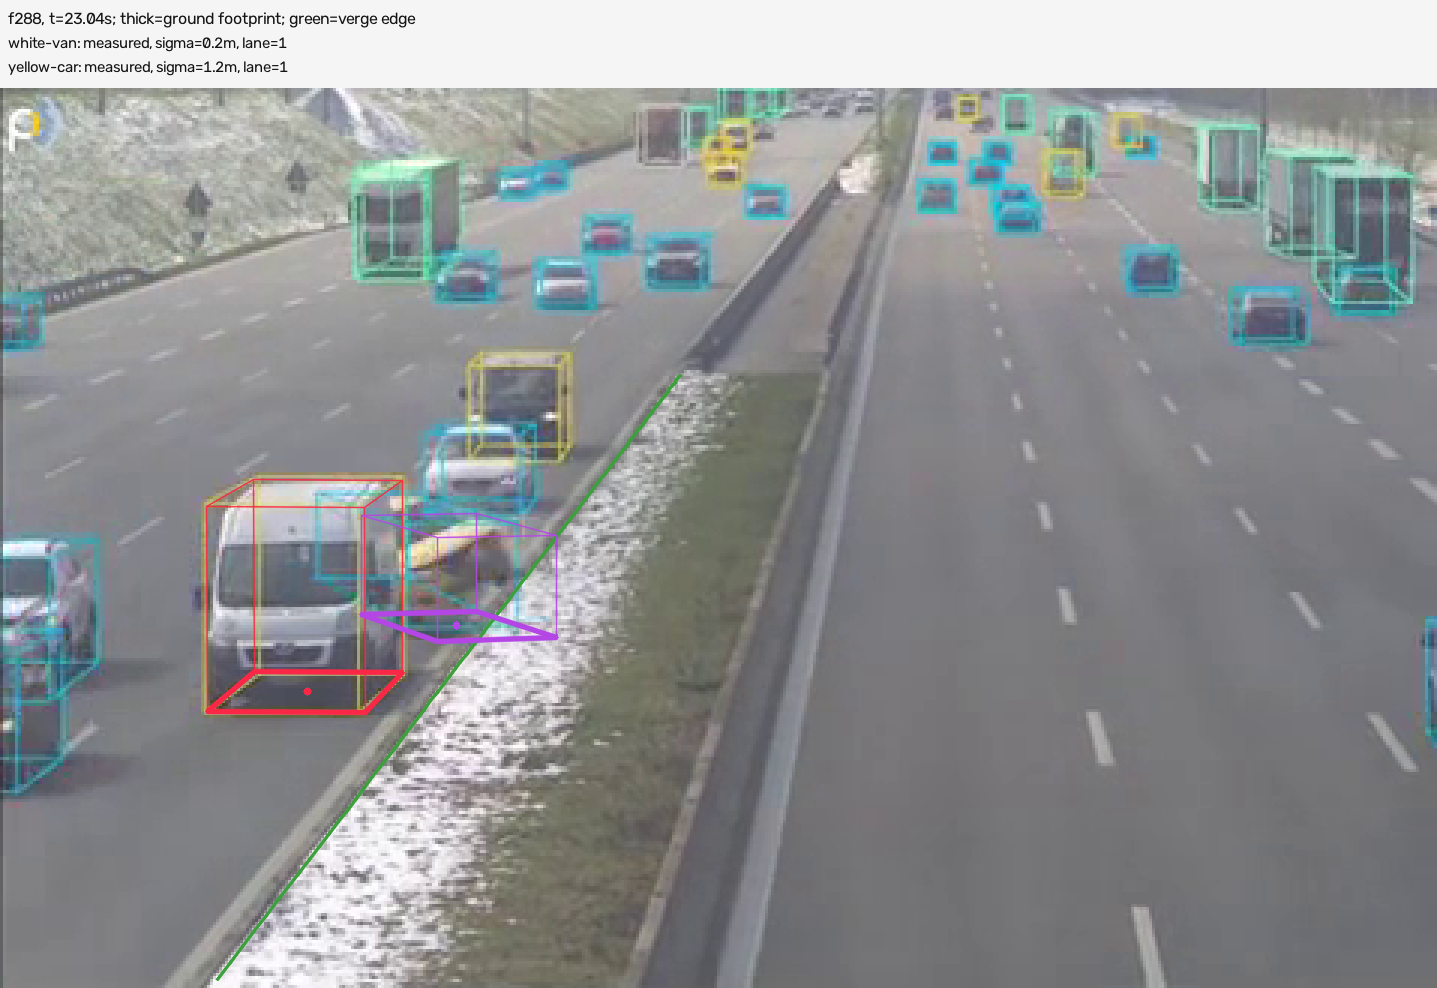 f288, t=23.04s; thick=ground footprint; green=verge edge
white-van: measured, sigma=0.2m, lane=1
yellow-car: measured, sigma=1.2m, lane=1